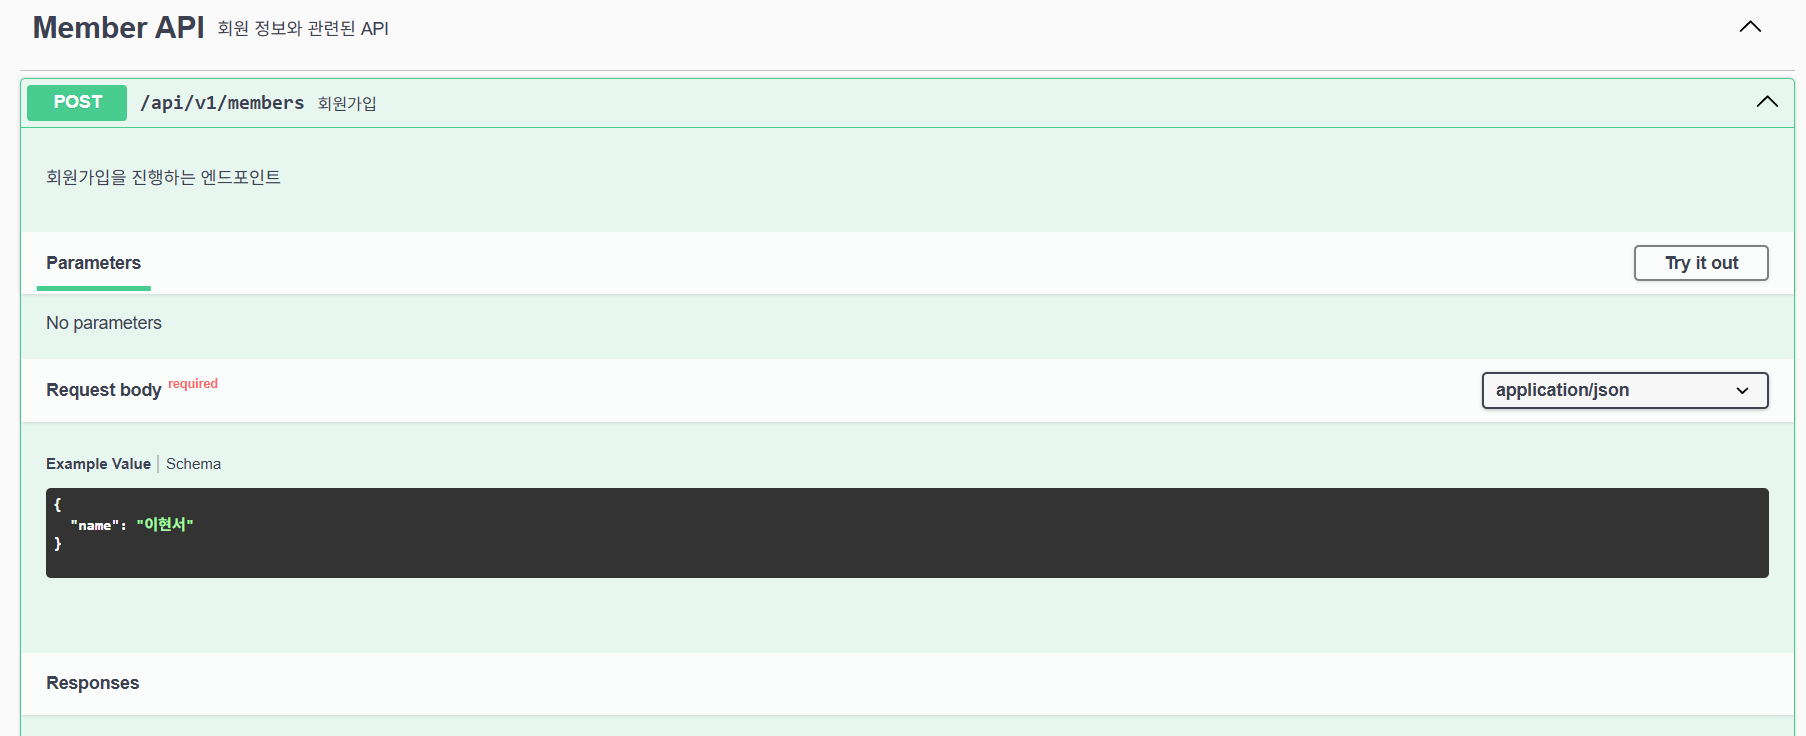 Member API 회원 정보와 관련된 API
POST /api/v1/members 회원가입
회원가입을 진행하는 엔드포인트
Parameters
Try it out
No parameters
Request body required
application/json
Example Value | Schema
{
"name": "이현서"
}
Responses